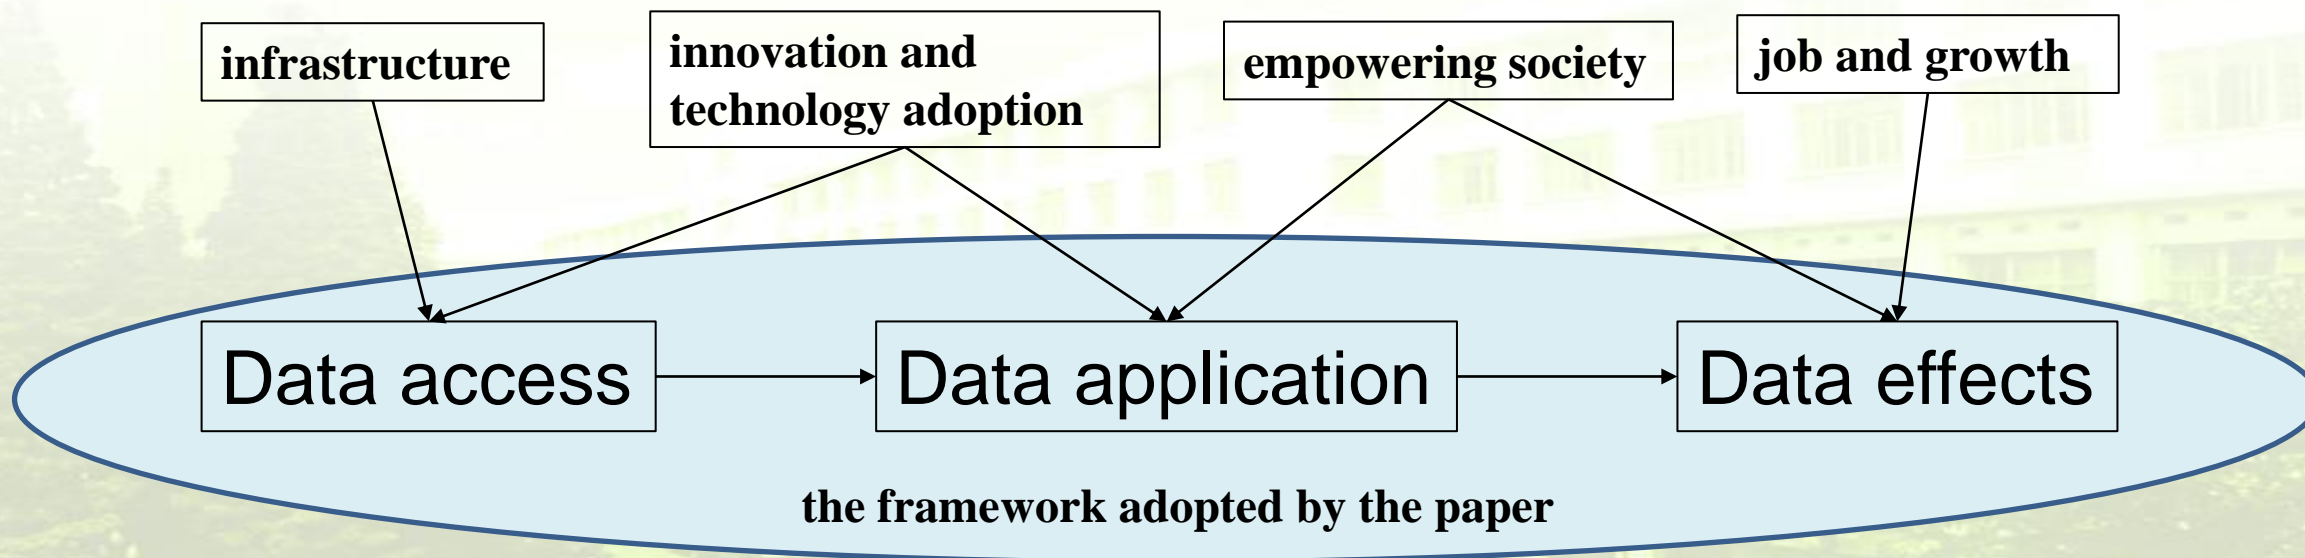 infrastructure
innovation and
technology adoption
empowering society
job and growth
Data access
Data application
Data effects
the framework adopted by the paper